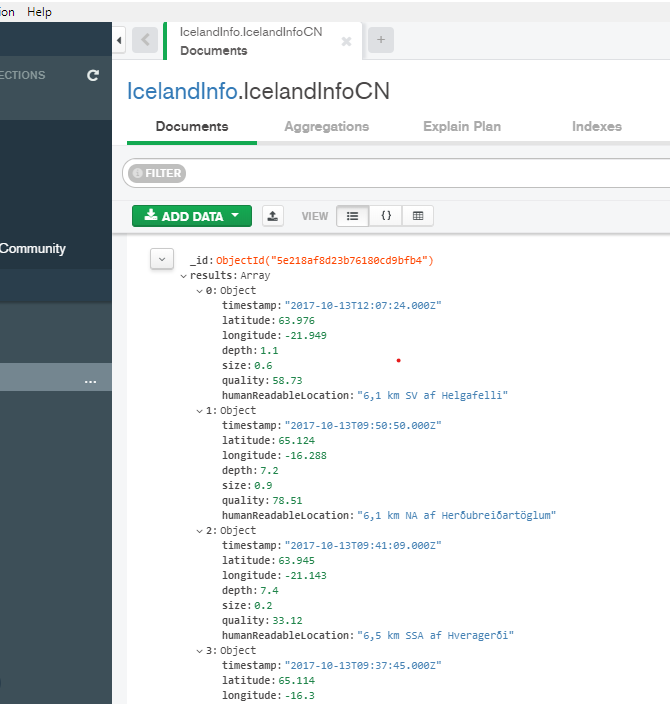 ion Help
ECTIONS
Community
...
IcelandInfo.IcelandInfoCN
Documents
IcelandInfo.IcelandInfoCN
Documents Aggregations Explain Plan Indexes
FILTER
ADD DATA VIEW {}
_id: ObjectId("5e218af8d23b76180cd9bfb4")
results: Array
0: Object
timestamp: "2017-10-13T12:07:24.000Z"
latitude: 63.976
longitude: -21.949
depth: 1.1
size: 0.6
quality: 58.73
humanReadableLocation: "6,1 km SV af Helgafelli"
1: Object
timestamp: "2017-10-13T09:50:50.000Z"
latitude: 65.124
longitude: -16.288
depth: 7.2
size: 0.9
quality: 78.51
humanReadableLocation: "6,1 km NA af Herðubreiðartöglum"
2: Object
timestamp: "2017-10-13T09:41:09.000Z"
latitude: 63.945
longitude: -21.143
depth: 7.4
size: 0.2
quality: 33.12
humanReadableLocation: "6,5 km SSA af Hveragerði"
3: Object
timestamp: "2017-10-13T09:37:45.000Z"
latitude: 65.114
longitude: -16.3